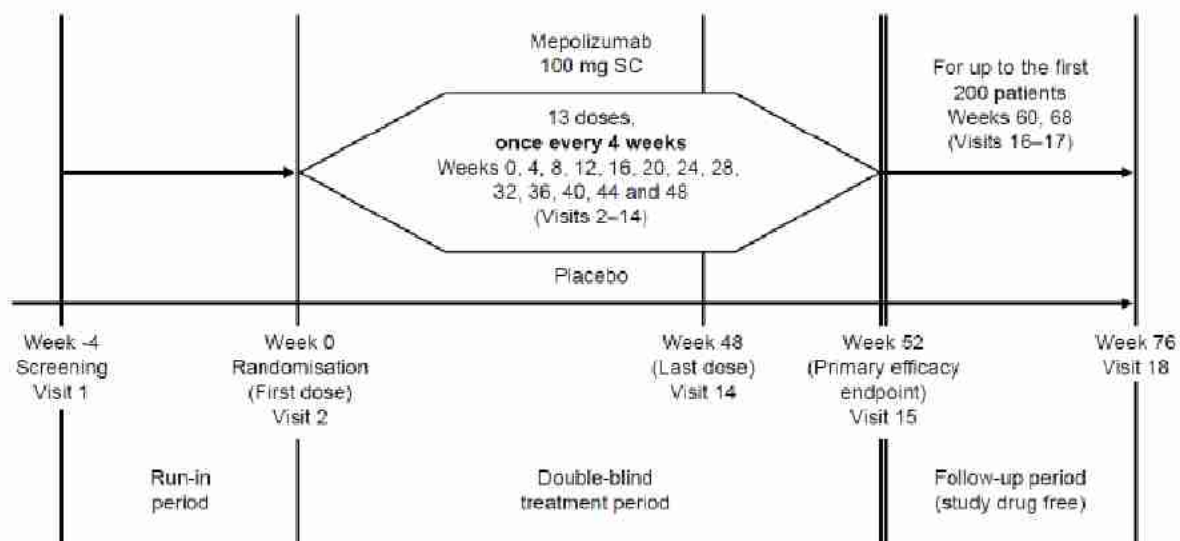 Mepolizumab
100 mg SC
13 doses,
once every 4 weeks
Weeks 0, 4, 8, 12, 16, 20, 24, 28,
32, 36, 40, 44 and 48
(Visits 2–14)
Placebo
For up to the first
200 patients
Weeks 60, 68
(Visits 16–17)
Week -4
Screening
Visit 1
Week 0
Randomisation
(First dose)
Visit 2
Week 48
(Last dose)
Visit 14
Week 52
(Primary efficacy
endpoint)
Visit 15
Week 76
Visit 18
Run-in
period
Double-blind
treatment period
Follow-up period
(study drug free)